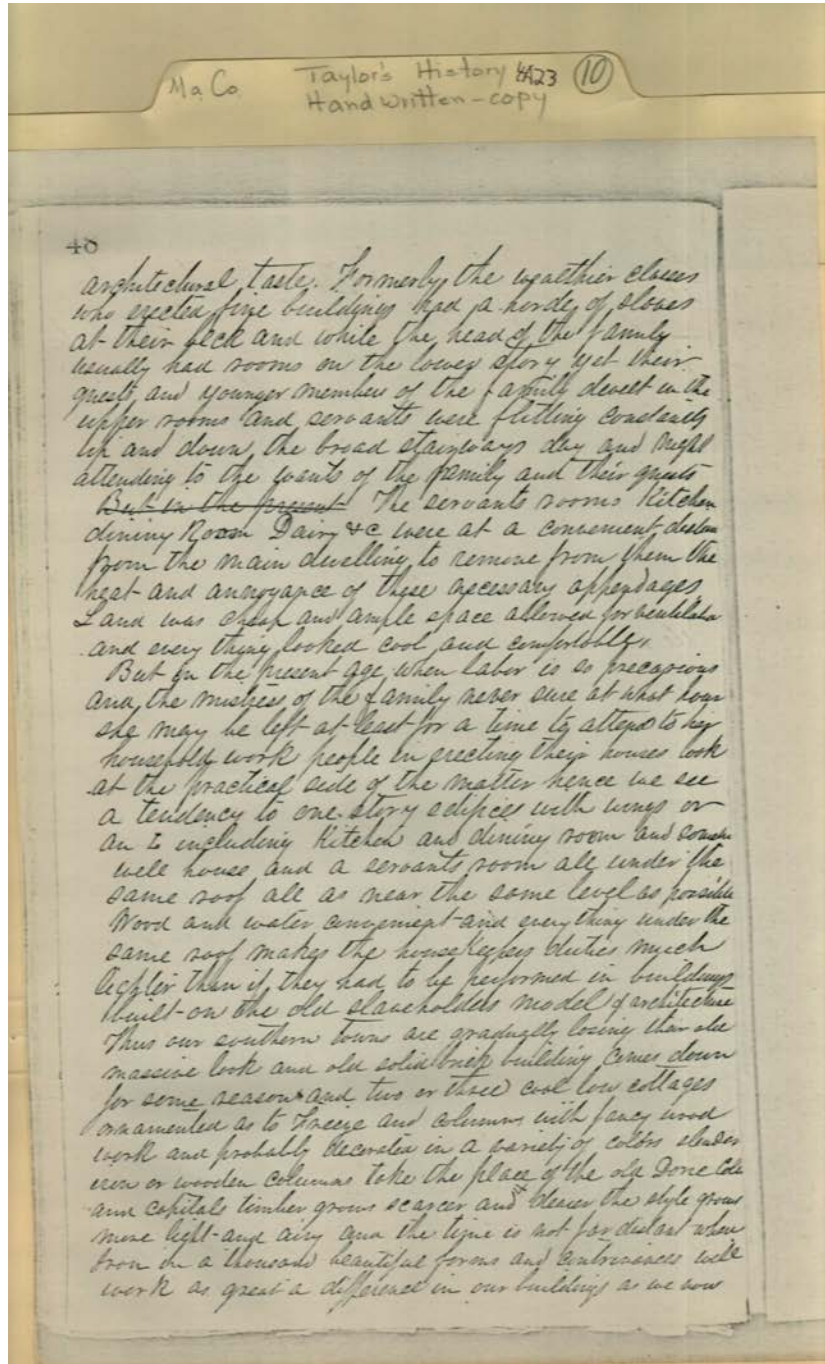 Ma Co. Taylor's History 4A23 10
Handwritten - copy
48
architectural taste. Formerly the wealthier classes
who erected fine buildings had a horde of slaves
at their beck and while the head of the family
usually had rooms on the lower story yet their
guests and younger members of the family dwelt in the
upper rooms and servants were flitting constantly
up and down the broad stairways day and night
attending to the wants of the family and their guests
But in the present The servants rooms Kitchen
dining Room Dairy &c were at a convenient distan
from the main dwelling to remove from them the
heat and annoyance of these necessary appendages
Land was cheap and ample space allowed for ventilation
and every thing looked cool and comfortable.
But in the present age when labor is so precarious
and the mistress of the family never sure at what hour
she may be left at least for a time to attend to her
household work people in erecting their houses look
at the practical side of the matter hence we see
a tendency to one story edifices with wings or
an L including Kitchen and dining room and
well house and a servants room all under the
same roof all as near the same level as possible
Wood and water convenient and every thing under the
same roof makes the housekeepers duties much
lighter than if they had to be performed in buildings
built on the old slaveholders model of architecture
Thus our southern towns are gradually losing their old
massive look and old solid brick building comes down
for some reason and two or three cool low cottages
ornamented as to Freeze and columns with fancy wood
work and probably decorated in a variety of colors slender
iron or wooden columns take the place of the old Doric Cols
and capitals timber grows scarcer and dearer the style grows
more light and airy and the time is not far distant when
Iron in a thousand beautiful forms and contrivances will
work as great a difference in our buildings as we now